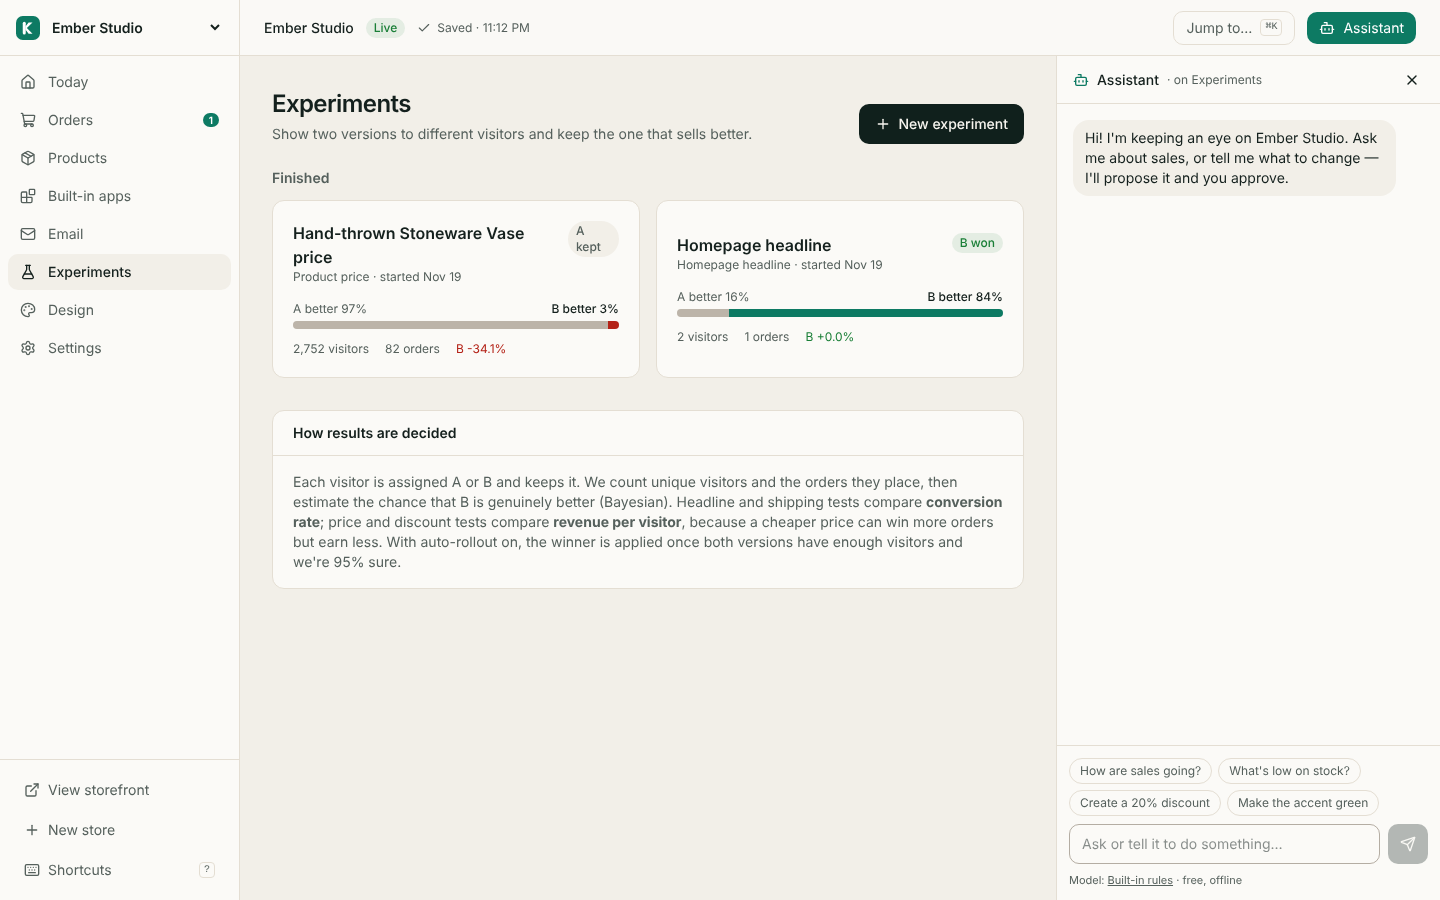 Ember Studio
Today
Orders 1
Products
Built-in apps
Email
Experiments
Design
Settings
View storefront
New store
Shortcuts ?
Ember Studio Live Saved · 11:12 PM
Jump to... ⌘K
Assistant
Experiments
Show two versions to different visitors and keep the one that sells better.
New experiment
Finished
Hand-thrown Stoneware Vase
price
A
kept
Product price · started Nov 19
A better 97% B better 3%
2,752 visitors 82 orders B -34.1%
Homepage headline
B won
Homepage headline · started Nov 19
A better 16% B better 84%
2 visitors 1 orders B +0.0%
How results are decided
Each visitor is assigned A or B and keeps it. We count unique visitors and the orders they place, then
estimate the chance that B is genuinely better (Bayesian). Headline and shipping tests compare conversion
rate; price and discount tests compare revenue per visitor, because a cheaper price can win more orders
but earn less. With auto-rollout on, the winner is applied once both versions have enough visitors and
we're 95% sure.
Assistant · on Experiments
Hi! I'm keeping an eye on Ember Studio. Ask
me about sales, or tell me what to change —
I'll propose it and you approve.
How are sales going?
What's low on stock?
Create a 20% discount
Make the accent green
Ask or tell it to do something...
Model: Built-in rules · free, offline